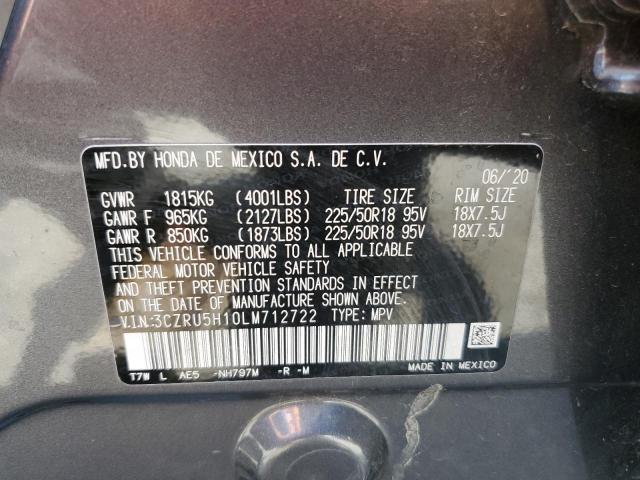 MFD.BY HONDA DE MEXICO S.A. DE C.V.
06/'20
GVWR 1815KG (4001LBS) TIRE SIZE RIM SIZE
GAWR F 965KG (2127LBS) 225/50R18 95V 18X7.5J
GAWR R 850KG (1873LBS) 225/50R18 95V 18X7.5J
THIS VEHICLE CONFORMS TO ALL APPLICABLE
FEDERAL MOTOR VEHICLE SAFETY
AND THEFT PREVENTION STANDARDS IN EFFECT
ON THE DATE OF MANUFACTURE SHOWN ABOVE.
V.I.N:3CZRU5H10LM712722 TYPE: MPV
T7W L AE5 -NH797M -R -M MADE IN MEXICO